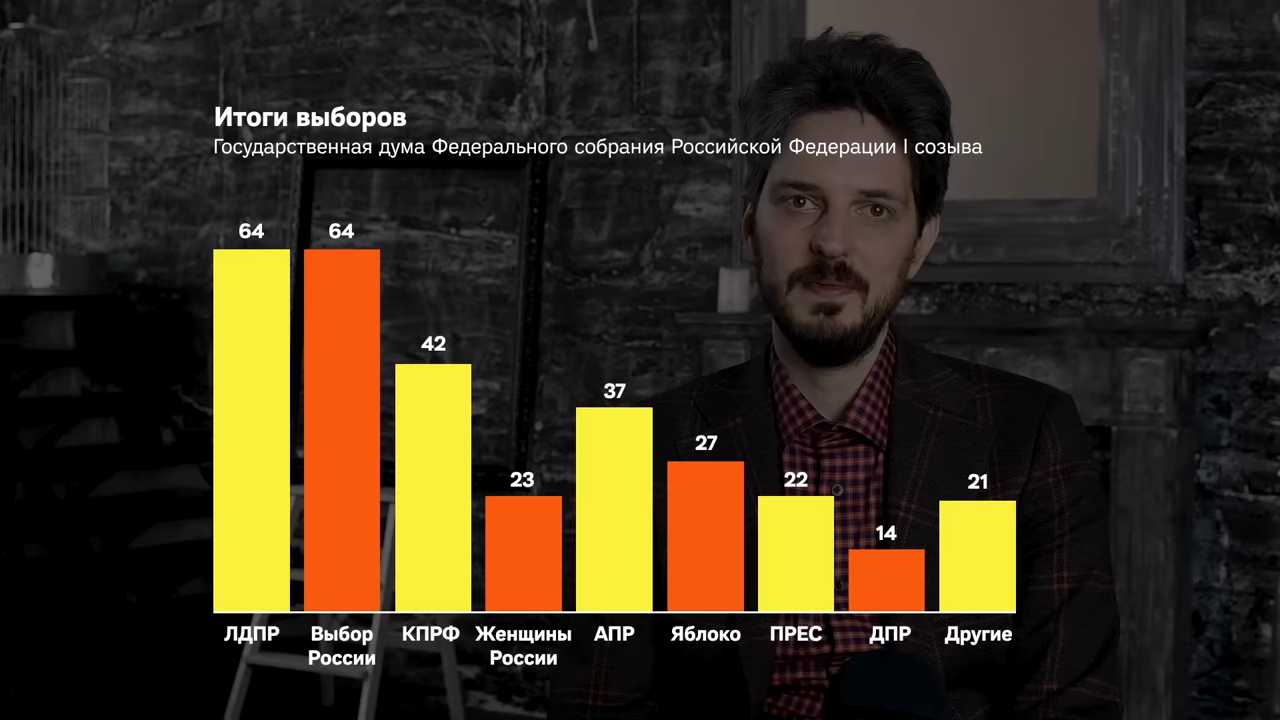 Итоги выборов
Государственная дума Федерального собрания Российской Федерации I созыва
64
64
42
23
37
27
22
14
21
ЛДПР
Выбор
России
КПРФ
Женщины
России
АПР
Яблоко
ПРЕС
ДПР
Другие